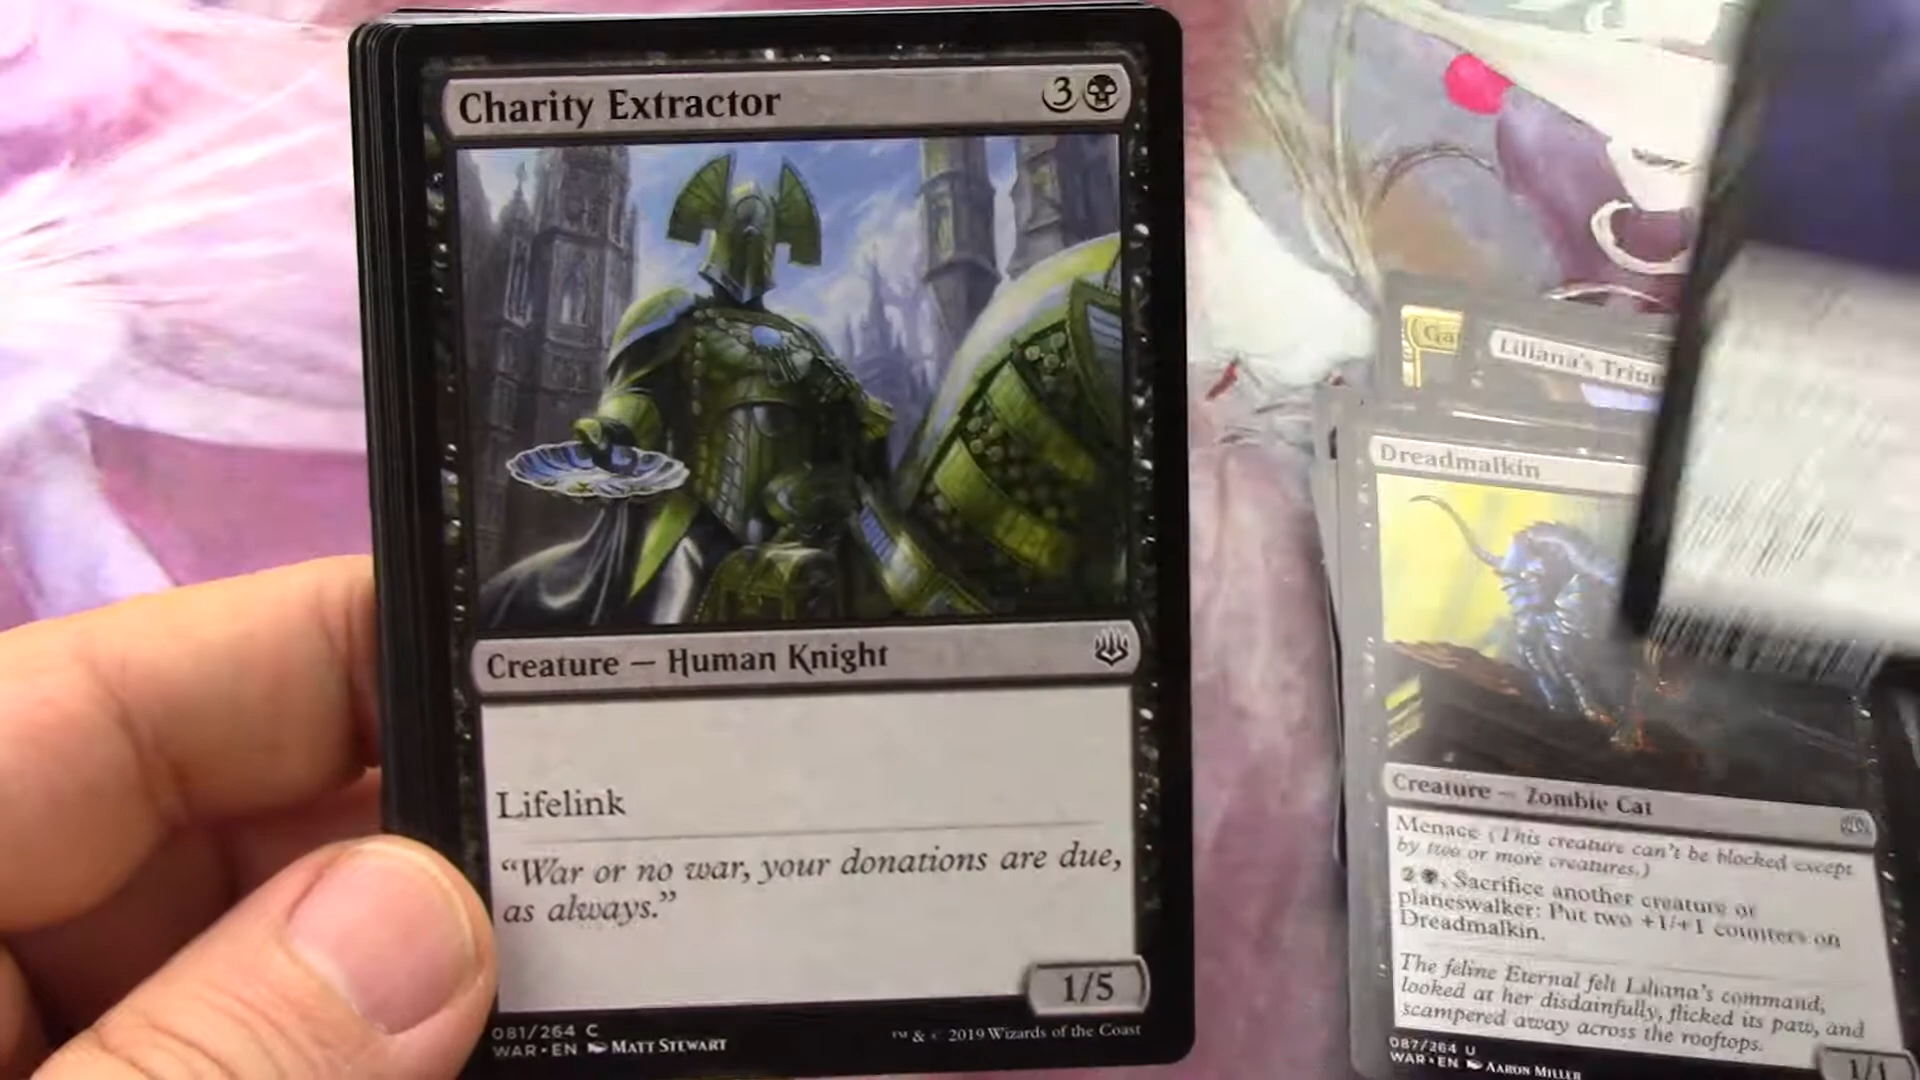 Charity Extractor
3
Creature — Human Knight
Lifelink
“War or no war, your donations are due,
as always.”
1/5
081/264 C
WAR • EN MATT STEWART
™ & © 2019 Wizards of the Coast
Liliana's
Dreadmalkin
Creature — Zombie Cat
Menace (This creature can't be blocked except
by two or more creatures.)
2, Sacrifice another creature or
planeswalker: Put two +1/+1 counters on
Dreadmalkin.
The feline Eternal felt Liliana's command,
looked at her disdainfully, flicked its paw, and
scampered away across the rooftops.
087/264 U
WAR • EN AARON MILLER
1/1